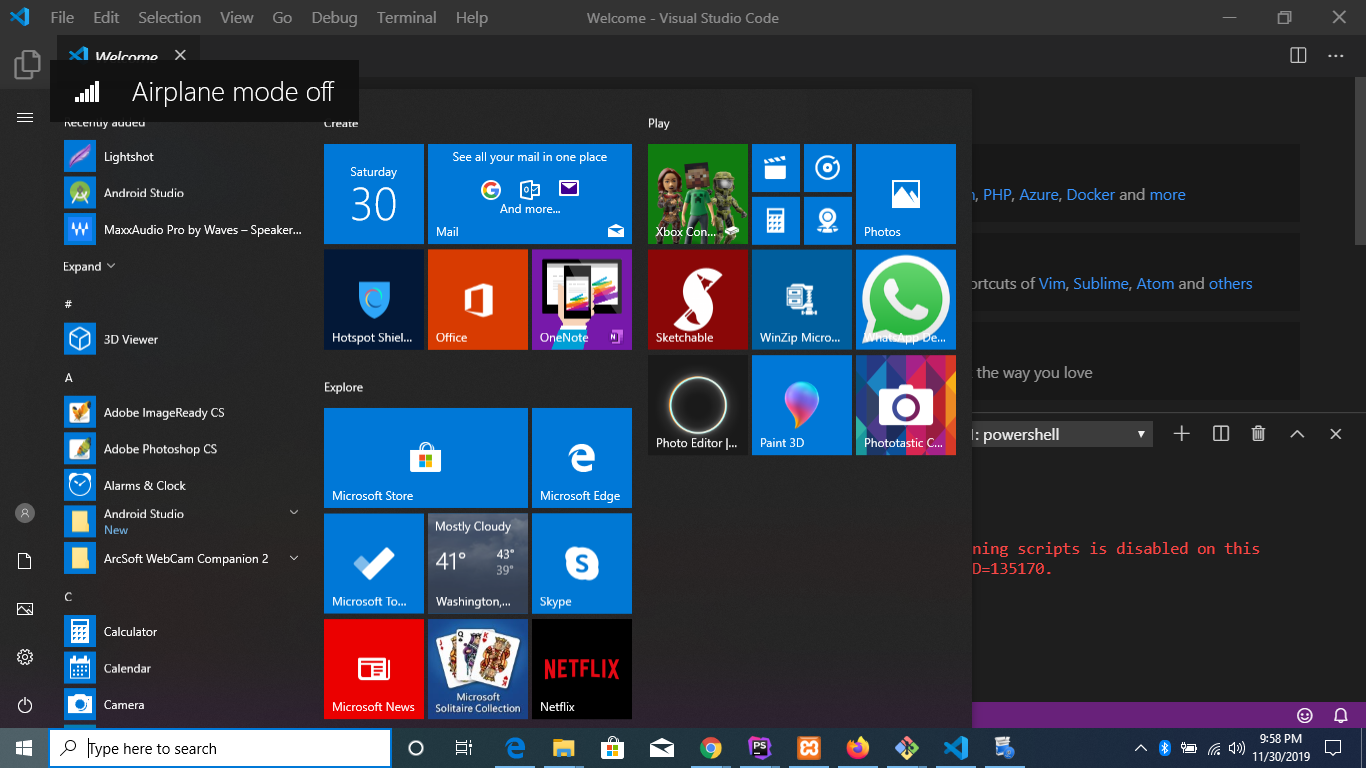 File Edit Selection View Go Debug Terminal Help
Welcome - Visual Studio Code
Welcome
Airplane mode off
Recently added
Lightshot
Android Studio
MaxxAudio Pro by Waves – Speaker...
Expand
#
3D Viewer
A
Adobe ImageReady CS
Adobe Photoshop CS
Alarms & Clock
Android Studio
New
ArcSoft WebCam Companion 2
C
Calculator
Calendar
Camera
Create
Saturday
30
See all your mail in one place
And more...
Mail
Hotspot Shiel...
Office
OneNote
Explore
Microsoft Store
Microsoft Edge
Microsoft To...
Mostly Cloudy
41° 43°
39°
Washington,...
Skype
Microsoft News
Microsoft
Solitaire Collection
NETFLIX
Netflix
Play
Xbox Con...
Photos
Sketchable
WinZip Micro...
WhatsApp De...
Photo Editor |...
Paint 3D
Phototastic C...
, PHP, Azure, Docker and more
of Vim, Sublime, Atom and others
the way you love
1: powershell
scripts is disabled on this
=135170.
Type here to search
PS
9:58 PM
11/30/2019